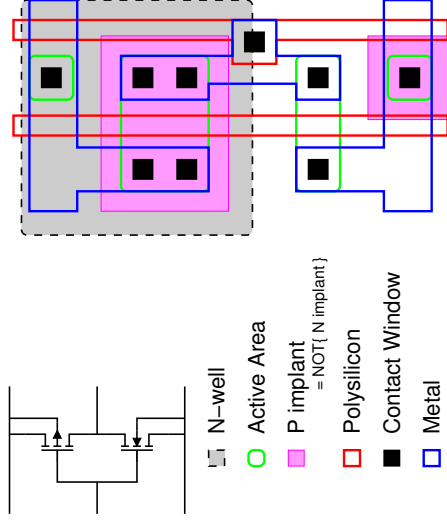 N-well
Active Area
P implant
= NOT{ N implant }
Polysilicon
Contact Window
Metal